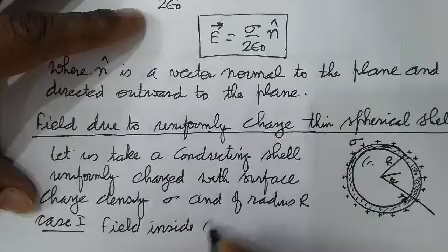 2ε₀
E⃗ = σ/2ε₀ n̂
Where n̂ is a vector normal to the plane and
directed outward to the plane.
Field due to uniformly charge thin spherical shell
Let us take a conducting shell
uniformly charged with surface
charge density σ and of radius R
Case I Field inside
σ
R